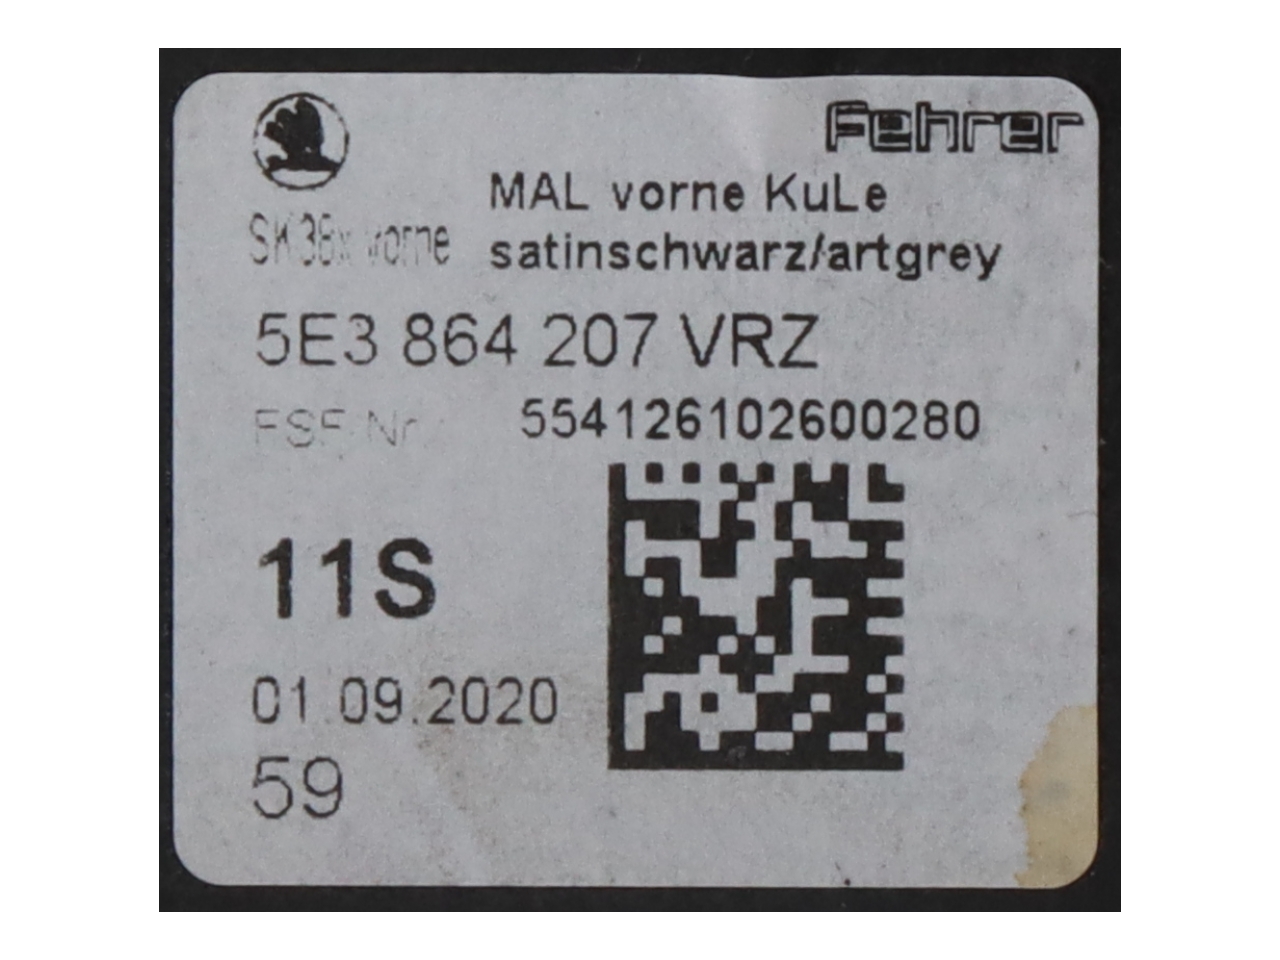 Fehrer
MAL vorne KuLe
SK38x vorne satinschwarz/artgrey
5E3 864 207 VRZ
FSF Nr. 554126102600280
11S
01.09.2020
59